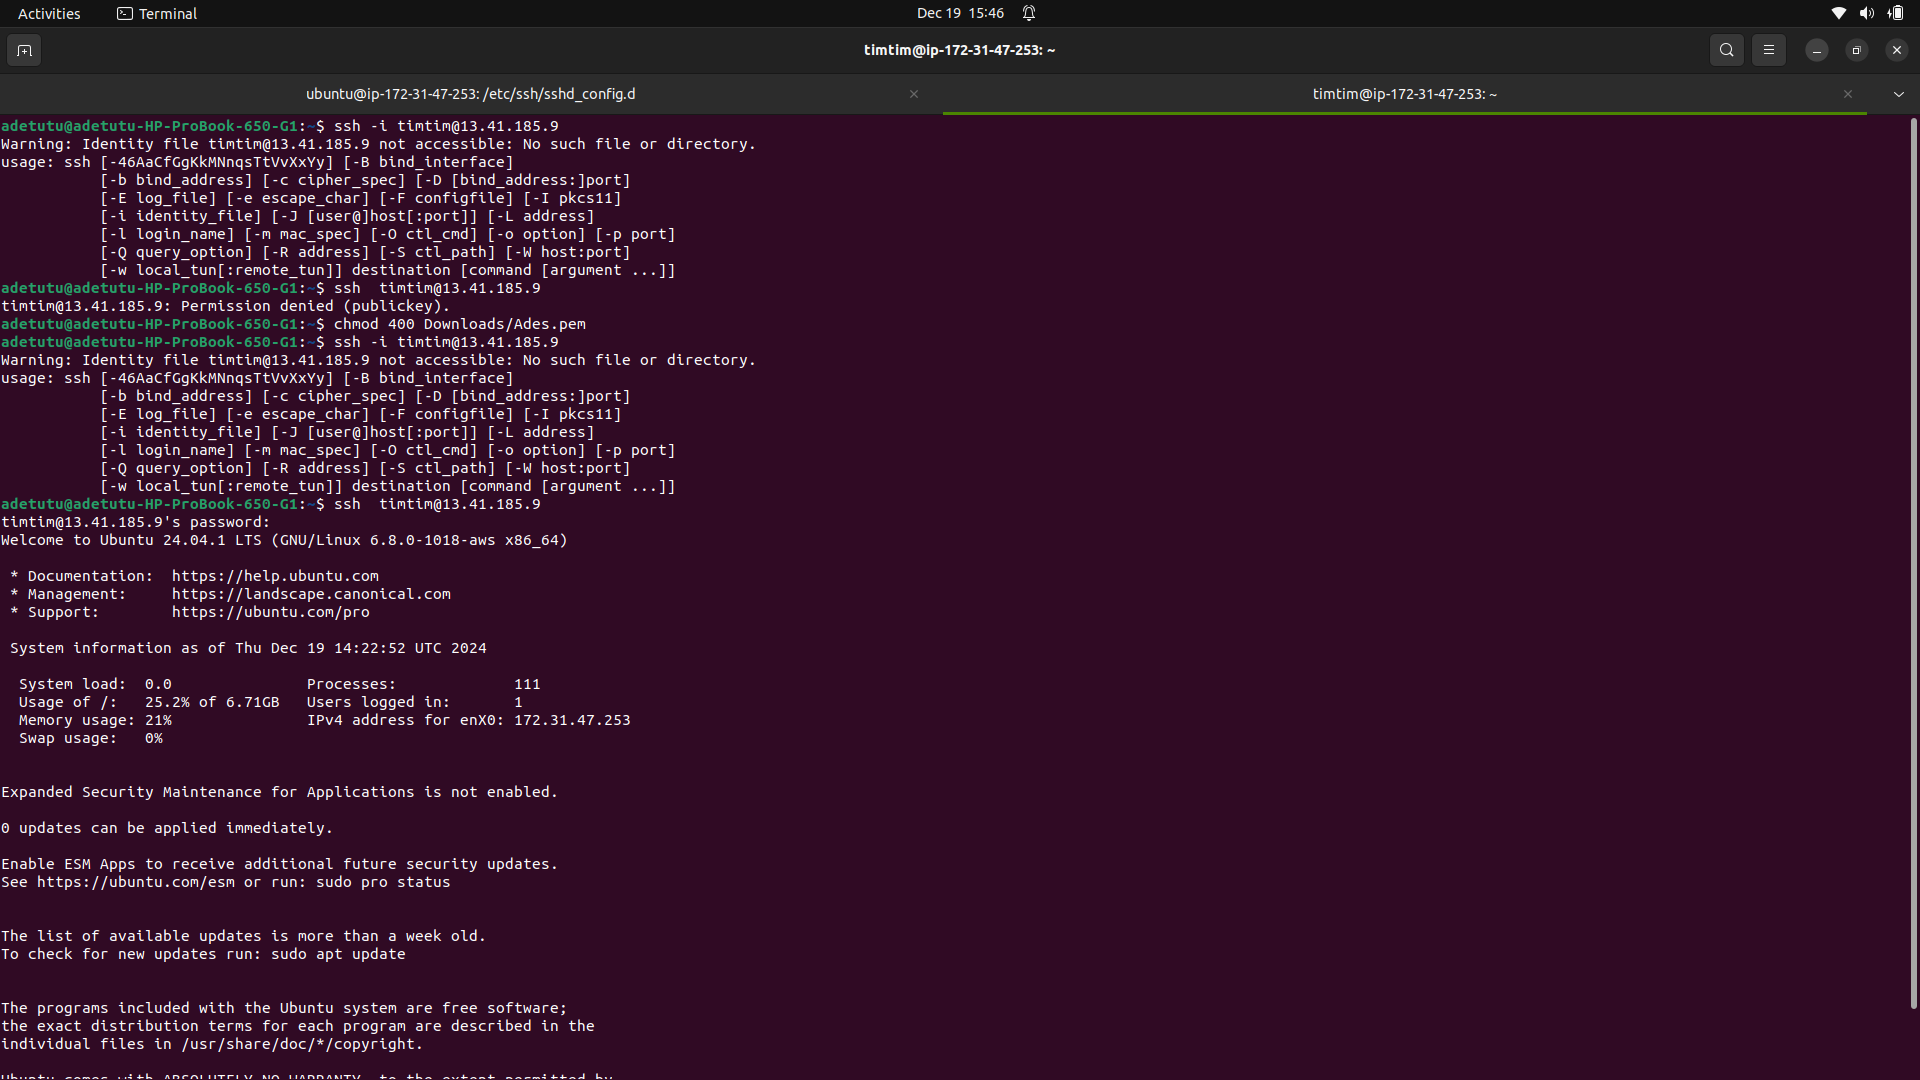 Activities Terminal Dec 19 15:46
timtim@ip-172-31-47-253: ~
ubuntu@ip-172-31-47-253: /etc/ssh/sshd_config.d timtim@ip-172-31-47-253: ~
adetutu@adetutu-HP-ProBook-650-G1:~$ ssh -i timtim@13.41.185.9
Warning: Identity file timtim@13.41.185.9 not accessible: No such file or directory.
usage: ssh [-46AaCfGgKkMNnqsTtVvXxYy] [-B bind_interface]
           [-b bind_address] [-c cipher_spec] [-D [bind_address:]port]
           [-E log_file] [-e escape_char] [-F configfile] [-I pkcs11]
           [-i identity_file] [-J [user@]host[:port]] [-L address]
           [-l login_name] [-m mac_spec] [-O ctl_cmd] [-o option] [-p port]
           [-Q query_option] [-R address] [-S ctl_path] [-W host:port]
           [-w local_tun[:remote_tun]] destination [command [argument ...]]
adetutu@adetutu-HP-ProBook-650-G1:~$ ssh  timtim@13.41.185.9
timtim@13.41.185.9: Permission denied (publickey).
adetutu@adetutu-HP-ProBook-650-G1:~$ chmod 400 Downloads/Ades.pem
adetutu@adetutu-HP-ProBook-650-G1:~$ ssh -i timtim@13.41.185.9
Warning: Identity file timtim@13.41.185.9 not accessible: No such file or directory.
usage: ssh [-46AaCfGgKkMNnqsTtVvXxYy] [-B bind_interface]
           [-b bind_address] [-c cipher_spec] [-D [bind_address:]port]
           [-E log_file] [-e escape_char] [-F configfile] [-I pkcs11]
           [-i identity_file] [-J [user@]host[:port]] [-L address]
           [-l login_name] [-m mac_spec] [-O ctl_cmd] [-o option] [-p port]
           [-Q query_option] [-R address] [-S ctl_path] [-W host:port]
           [-w local_tun[:remote_tun]] destination [command [argument ...]]
adetutu@adetutu-HP-ProBook-650-G1:~$ ssh  timtim@13.41.185.9
timtim@13.41.185.9's password:
Welcome to Ubuntu 24.04.1 LTS (GNU/Linux 6.8.0-1018-aws x86_64)
 * Documentation:  https://help.ubuntu.com
 * Management:     https://landscape.canonical.com
 * Support:        https://ubuntu.com/pro
 System information as of Thu Dec 19 14:22:52 UTC 2024
  System load:  0.0               Processes:             111
  Usage of /:   25.2% of 6.71GB   Users logged in:       1
  Memory usage: 21%               IPv4 address for enX0: 172.31.47.253
  Swap usage:   0%
Expanded Security Maintenance for Applications is not enabled.
0 updates can be applied immediately.
Enable ESM Apps to receive additional future security updates.
See https://ubuntu.com/esm or run: sudo pro status
The list of available updates is more than a week old.
To check for new updates run: sudo apt update
The programs included with the Ubuntu system are free software;
the exact distribution terms for each program are described in the
individual files in /usr/share/doc/*/copyright.
Ubuntu comes with ABSOLUTELY NO WARRANTY, to the extent permitted by